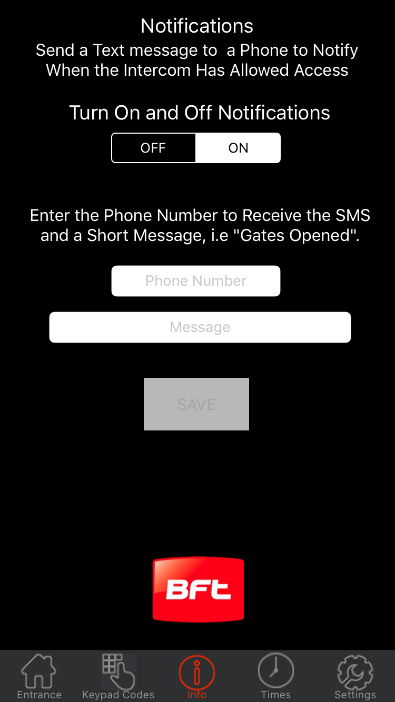 Notifications
Send a Text message to  a Phone to Notify
When the Intercom Has Allowed Access
Turn On and Off Notifications
OFF ON
Enter the Phone Number to Receive the SMS
and a Short Message, i.e "Gates Opened".
Phone Number
Message
SAVE
BFt
Entrance Keypad Codes Info Times Settings